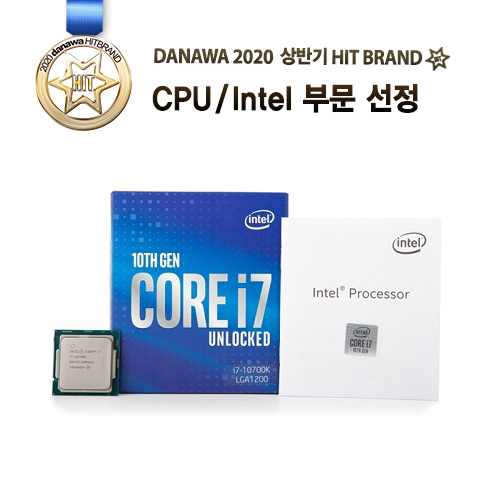 2020 danawa HITBRAND
HIT
DANAWA 2020 상반기 HIT BRAND
CPU/Intel 부문 선정
intel
10TH GEN
CORE i7
UNLOCKED
i7-10700K
LGA1200
intel
Intel® Processor
CORE i7
10TH GEN